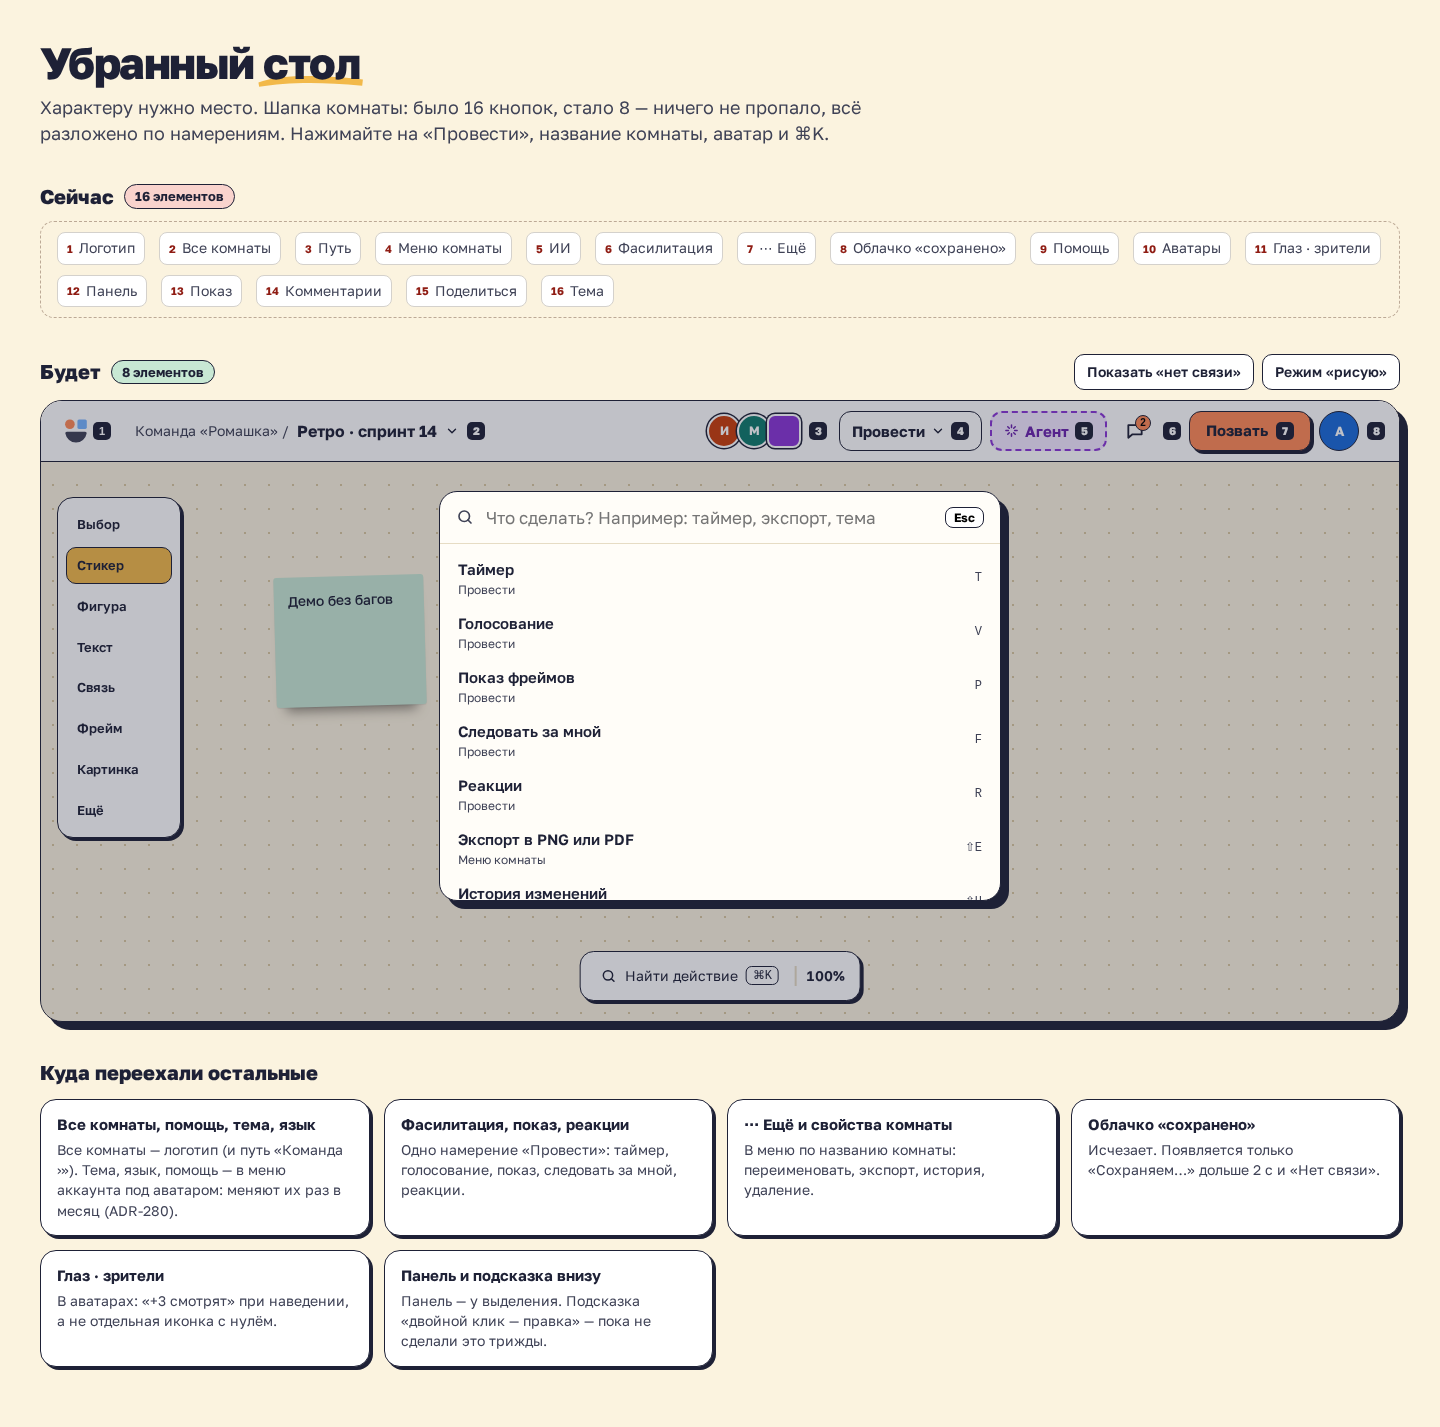 Убранный стол
Характеру нужно место. Шапка комнаты: было 16 кнопок, стало 8 — ничего не пропало, всё
разложено по намерениям. Нажимайте на «Провести», название комнаты, аватар и ⌘K.
Сейчас 16 элементов
1 Логотип 2 Все комнаты 3 Путь 4 Меню комнаты 5 ИИ 6 Фасилитация 7 ··· Ещё 8 Облачко «сохранено» 9 Помощь 10 Аватары 11 Глаз · зрители
12 Панель 13 Показ 14 Комментарии 15 Поделиться 16 Тема
Будет 8 элементов Показать «нет связи» Режим «рисую»
1 Команда «Ромашка» / Ретро · спринт 14 2 И М 3 Провести 4 Агент 5 2 6 Позвать 7 А 8
Выбор
Стикер
Фигура
Текст
Связь
Фрейм
Картинка
Ещё
Демо без багов
Что сделать? Например: таймер, экспорт, тема Esc
Таймер T
Провести
Голосование V
Провести
Показ фреймов P
Провести
Следовать за мной F
Провести
Реакции R
Провести
Экспорт в PNG или PDF ⇧E
Меню комнаты
История изменений
Найти действие ⌘K 100%
Куда переехали остальные
Все комнаты, помощь, тема, язык
Все комнаты — логотип (и путь «Команда
›»). Тема, язык, помощь — в меню
аккаунта под аватаром: меняют их раз в
месяц (ADR-280).
Фасилитация, показ, реакции
Одно намерение «Провести»: таймер,
голосование, показ, следовать за мной,
реакции.
··· Ещё и свойства комнаты
В меню по названию комнаты:
переименовать, экспорт, история,
удаление.
Облачко «сохранено»
Исчезает. Появляется только
«Сохраняем…» дольше 2 с и «Нет связи».
Глаз · зрители
В аватарах: «+3 смотрят» при наведении,
а не отдельная иконка с нулём.
Панель и подсказка внизу
Панель — у выделения. Подсказка
«двойной клик — правка» — пока не
сделали это трижды.